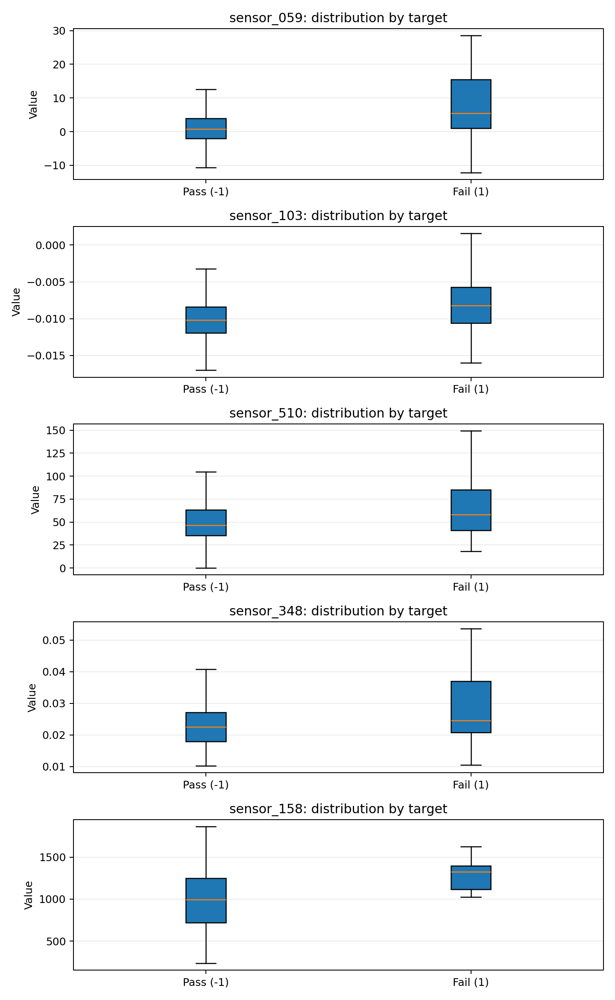 sensor_059: distribution by target
30
20
10
0
−10
Value
Pass (-1)
Fail (1)
sensor_103: distribution by target
0.000
−0.005
−0.010
−0.015
Value
Pass (-1)
Fail (1)
sensor_510: distribution by target
150
125
100
75
50
25
0
Value
Pass (-1)
Fail (1)
sensor_348: distribution by target
0.05
0.04
0.03
0.02
0.01
Value
Pass (-1)
Fail (1)
sensor_158: distribution by target
1500
1000
500
Value
Pass (-1)
Fail (1)